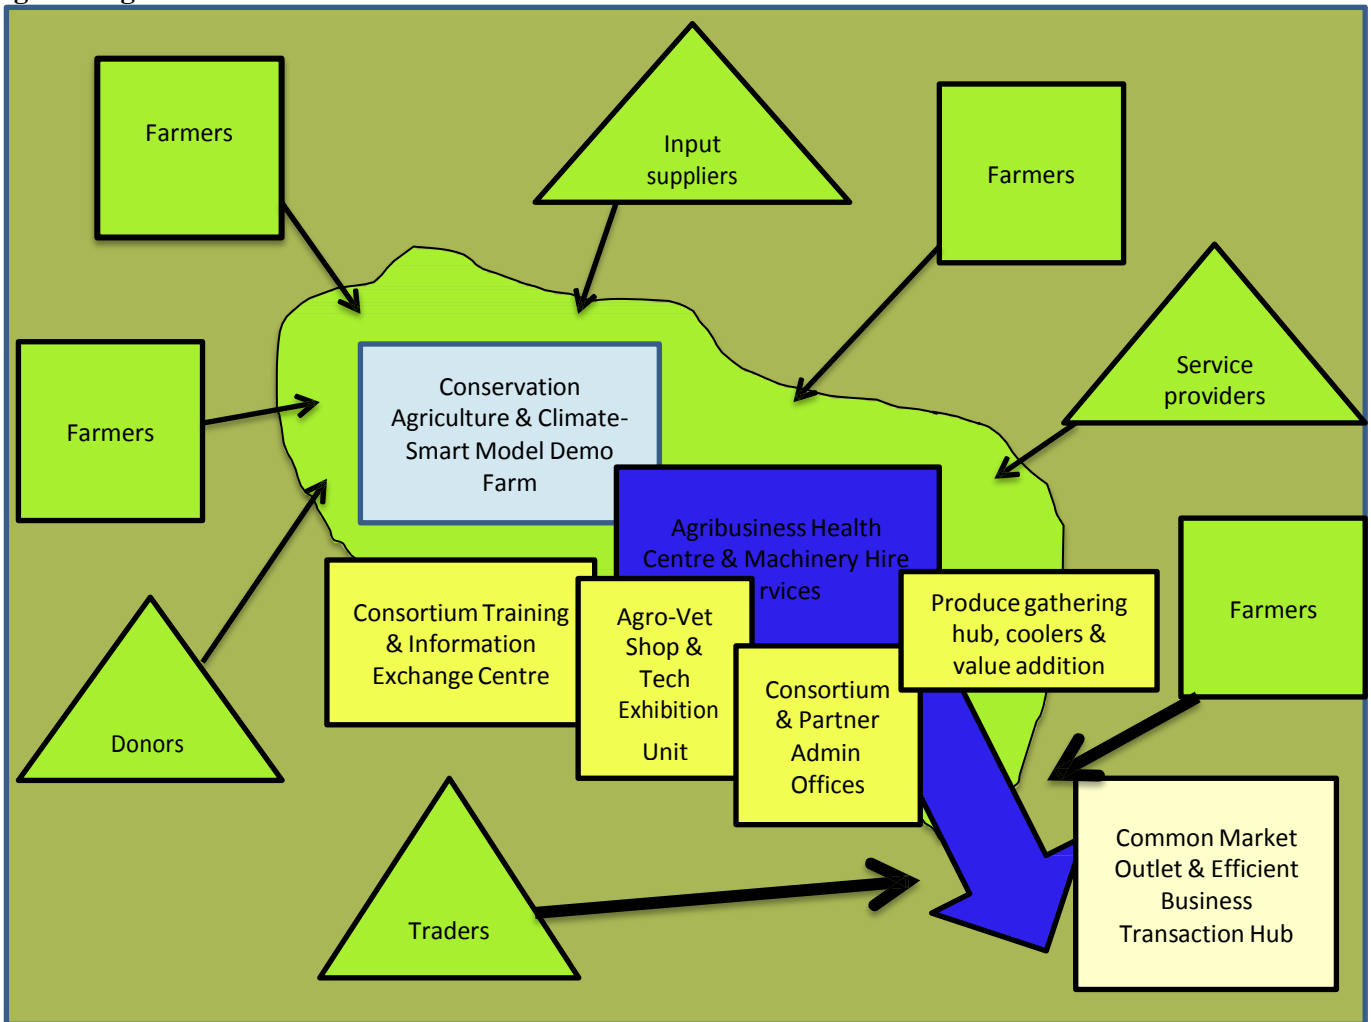 Farmers
Input
suppliers
Farmers
Service
providers
Farmers
Conservation
Agriculture & Climate-
Smart Model Demo
Farm
Agribusiness Health
Centre & Machinery Hire
rvices
Farmers
Consortium Training
& Information
Exchange Centre
Agro-Vet
Shop &
Tech
Exhibition
Unit
Consortium
& Partner
Admin
Offices
Produce gathering
hub, coolers &
value addition
Donors
Traders
Common Market
Outlet & Efficient
Business
Transaction Hub